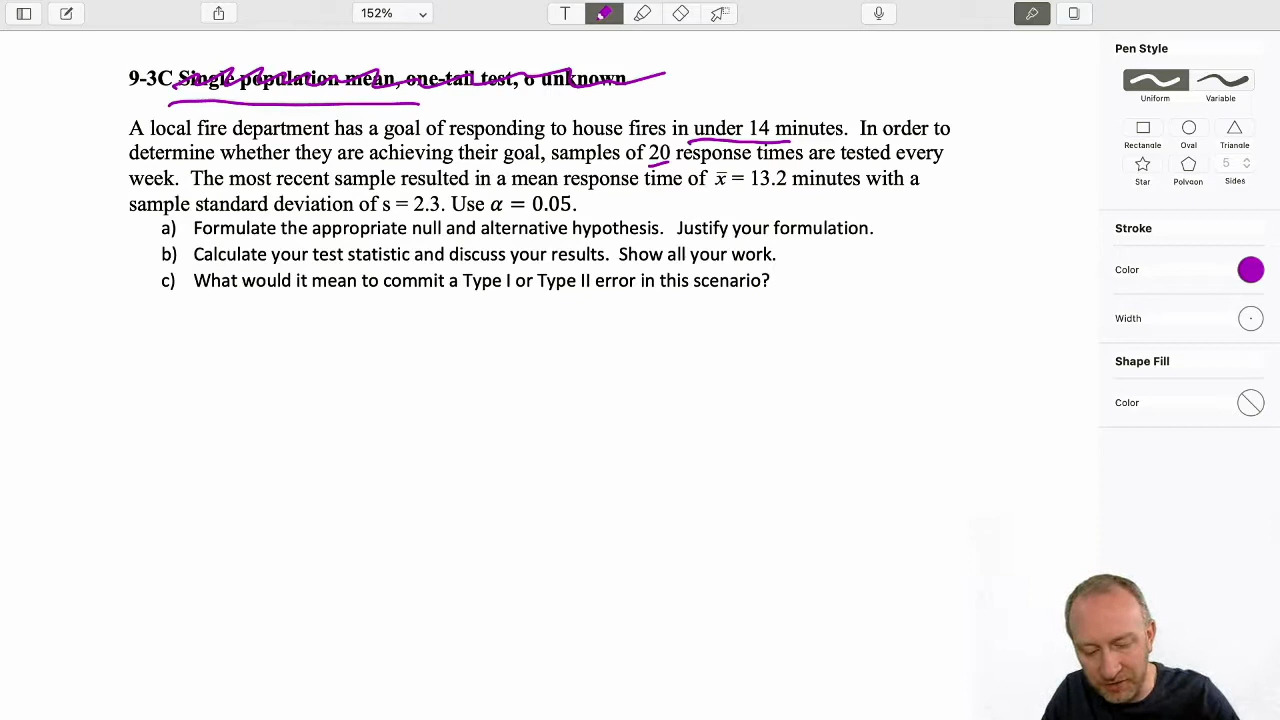 152%
T
9-3C Single population mean, one-tail test, σ unknown
A local fire department has a goal of responding to house fires in under 14 minutes. In order to
determine whether they are achieving their goal, samples of 20 response times are tested every
week. The most recent sample resulted in a mean response time of x̄ = 13.2 minutes with a
sample standard deviation of s = 2.3. Use α = 0.05.
a) Formulate the appropriate null and alternative hypothesis. Justify your formulation.
b) Calculate your test statistic and discuss your results. Show all your work.
c) What would it mean to commit a Type I or Type II error in this scenario?
Pen Style
Uniform Variable
Rectangle Oval Triangle
Star Polygon 5 Sides
Stroke
Color
Width
Shape Fill
Color